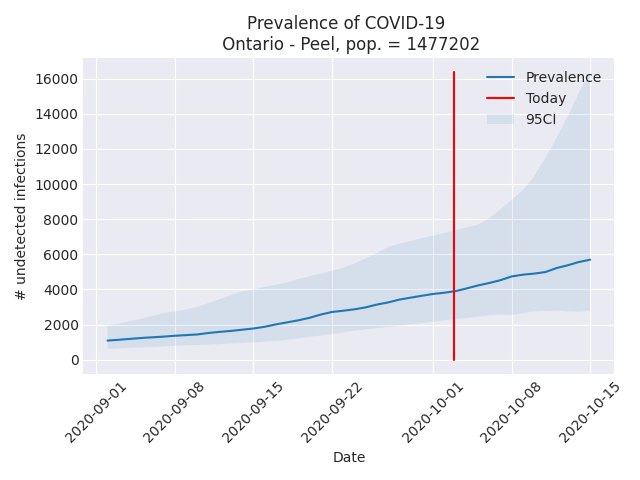 Prevalence of COVID-19
Ontario - Peel, pop. = 1477202
16000
14000
12000
10000
8000
6000
4000
2000
0
# undetected infections
Prevalence
Today
95CI
2020-09-01
2020-09-08
2020-09-15
2020-09-22
2020-10-01
2020-10-08
2020-10-15
Date